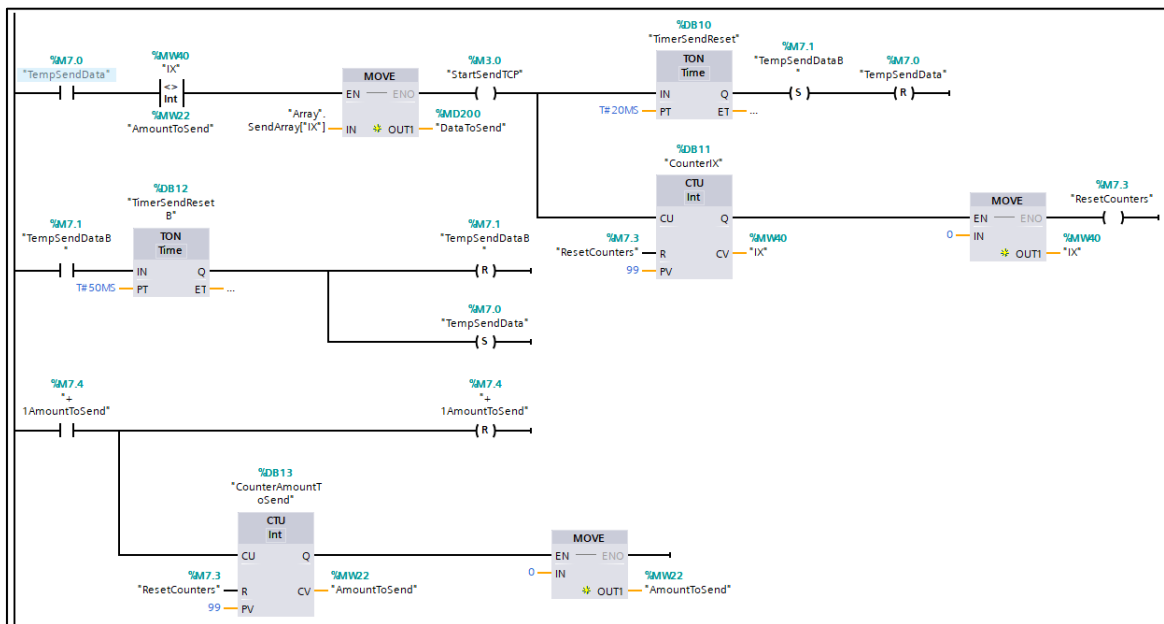 %M7.0
"TempSendData"
%MW40
"IX"
<>
Int
%MW22
"AmountToSend"
MOVE
EN ENO
"Array".
SendArray["IX"] IN OUT1 "DataToSend"
%MD200
%M3.0
"StartSendTCP"
%DB10
"TimerSendReset"
TON
Time
IN Q
T#20MS PT ET ...
%M7.1
"TempSendDataB
"
S
%M7.0
"TempSendData"
R
%DB11
"CounterIX"
CTU
Int
CU Q
%M7.3
"ResetCounters" R CV "IX"
%MW40
99 PV
MOVE
EN ENO
0 IN
OUT1 "IX"
%MW40
%M7.3
"ResetCounters"
%M7.1
"TempSendDataB
"
%DB12
"TimerSendReset
B"
TON
Time
IN Q
T#50MS PT ET ...
%M7.1
"TempSendDataB
"
R
%M7.0
"TempSendData"
S
%M7.4
"+
1AmountToSend"
%M7.4
"+
1AmountToSend"
R
%DB13
"CounterAmountT
oSend"
CTU
Int
CU Q
%M7.3
"ResetCounters" R CV "AmountToSend"
%MW22
99 PV
MOVE
EN ENO
0 IN
OUT1 "AmountToSend"
%MW22